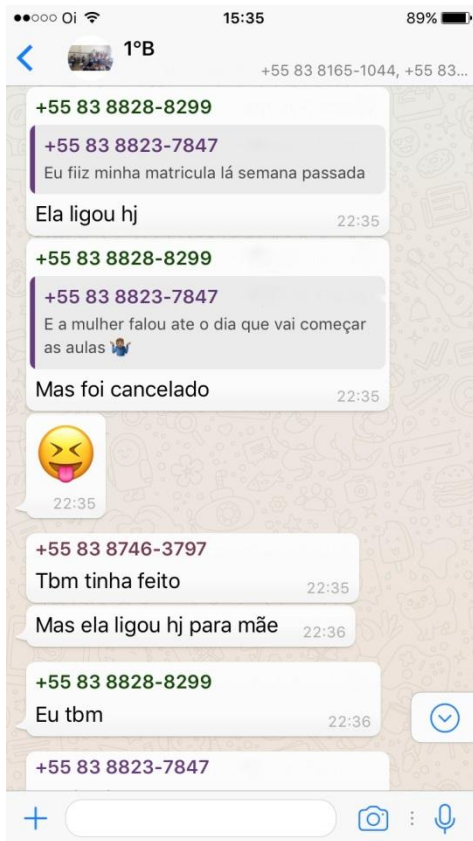 Oi 15:35 89%
1°B
+55 83 8165-1044, +55 83...
+55 83 8828-8299
+55 83 8823-7847
Eu fiiz minha matricula lá semana passada
Ela ligou hj 22:35
+55 83 8828-8299
+55 83 8823-7847
E a mulher falou ate o dia que vai começar
as aulas 🤷🏽‍♂️
Mas foi cancelado 22:35
😝
22:35
+55 83 8746-3797
Tbm tinha feito 22:35
Mas ela ligou hj para mãe 22:36
+55 83 8828-8299
Eu tbm 22:36
+55 83 8823-7847